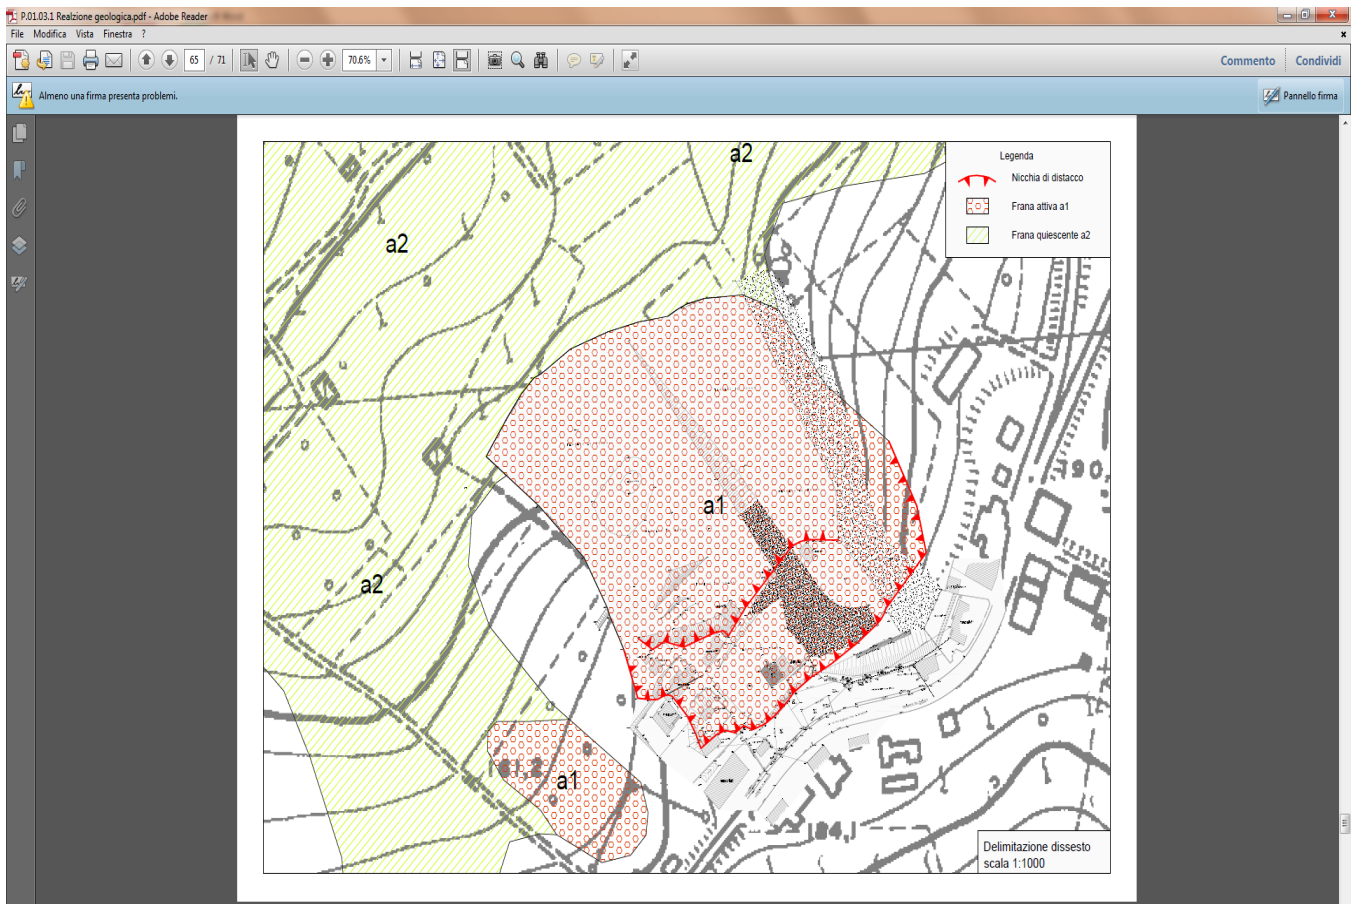 P.01.03.1 Realzione geologica.pdf - Adobe Reader
File Modifica Vista Finestra ?
65 / 71
70.6%
Commento Condividi
Almeno una firma presenta problemi.
Pannello firma
a2
Legenda
Nicchia di distacco
Frana attiva a1
Frana quiescente a2
a2
190,
a1
a2
a1
184,1
Delimitazione dissesto
scala 1:1000